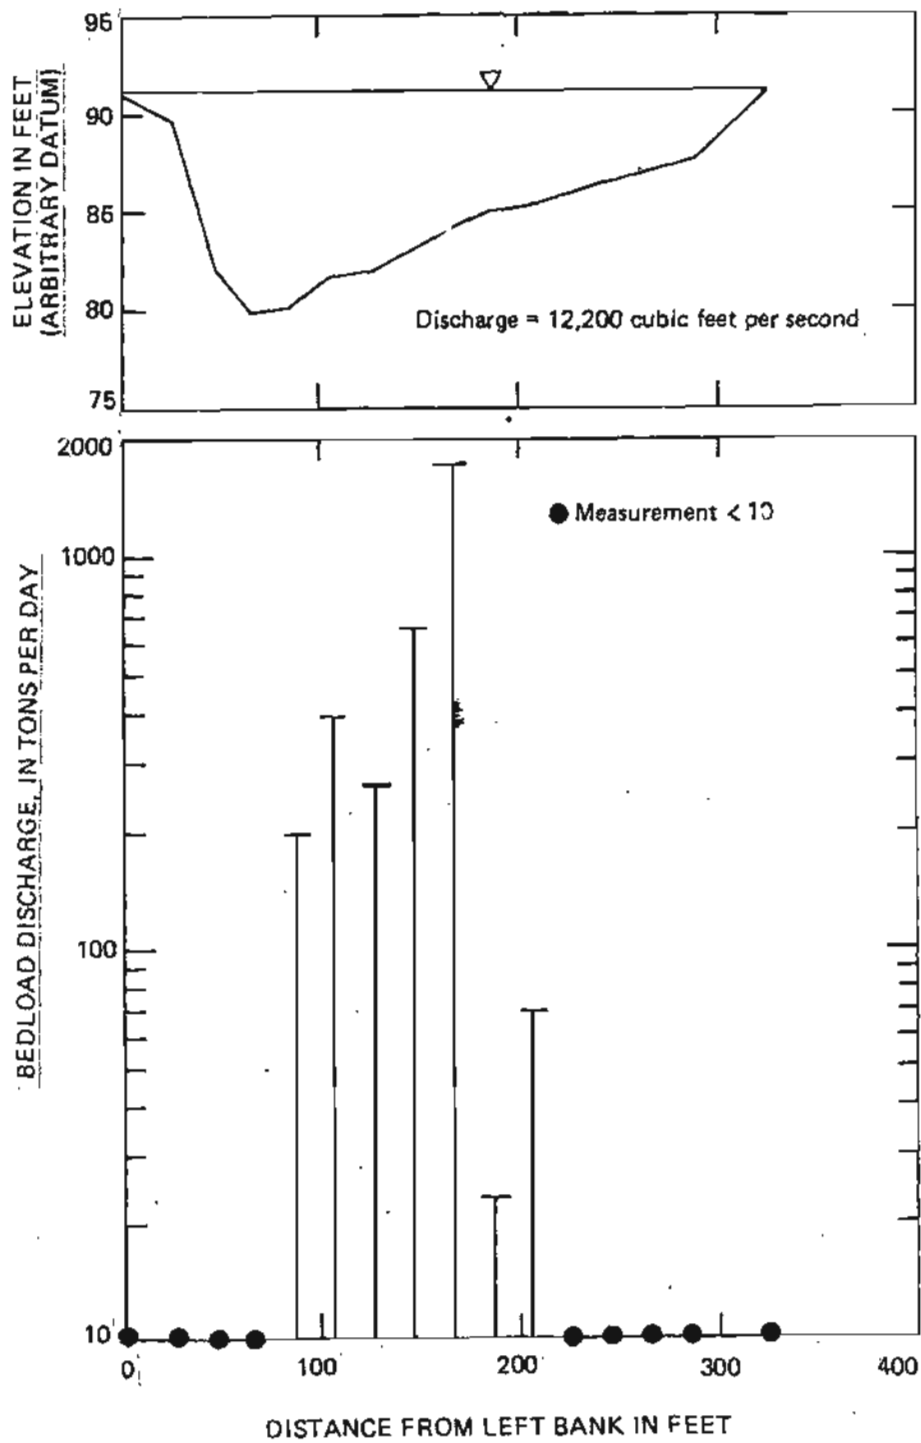 95
90
85
80
75
ELEVATION IN FEET
(ARBITRARY DATUM)
Discharge = 12,200 cubic feet per second
2000
1000
100
10
BEDLOAD DISCHARGE, IN TONS PER DAY
● Measurement < 10
0 100 200 300 400
DISTANCE FROM LEFT BANK IN FEET